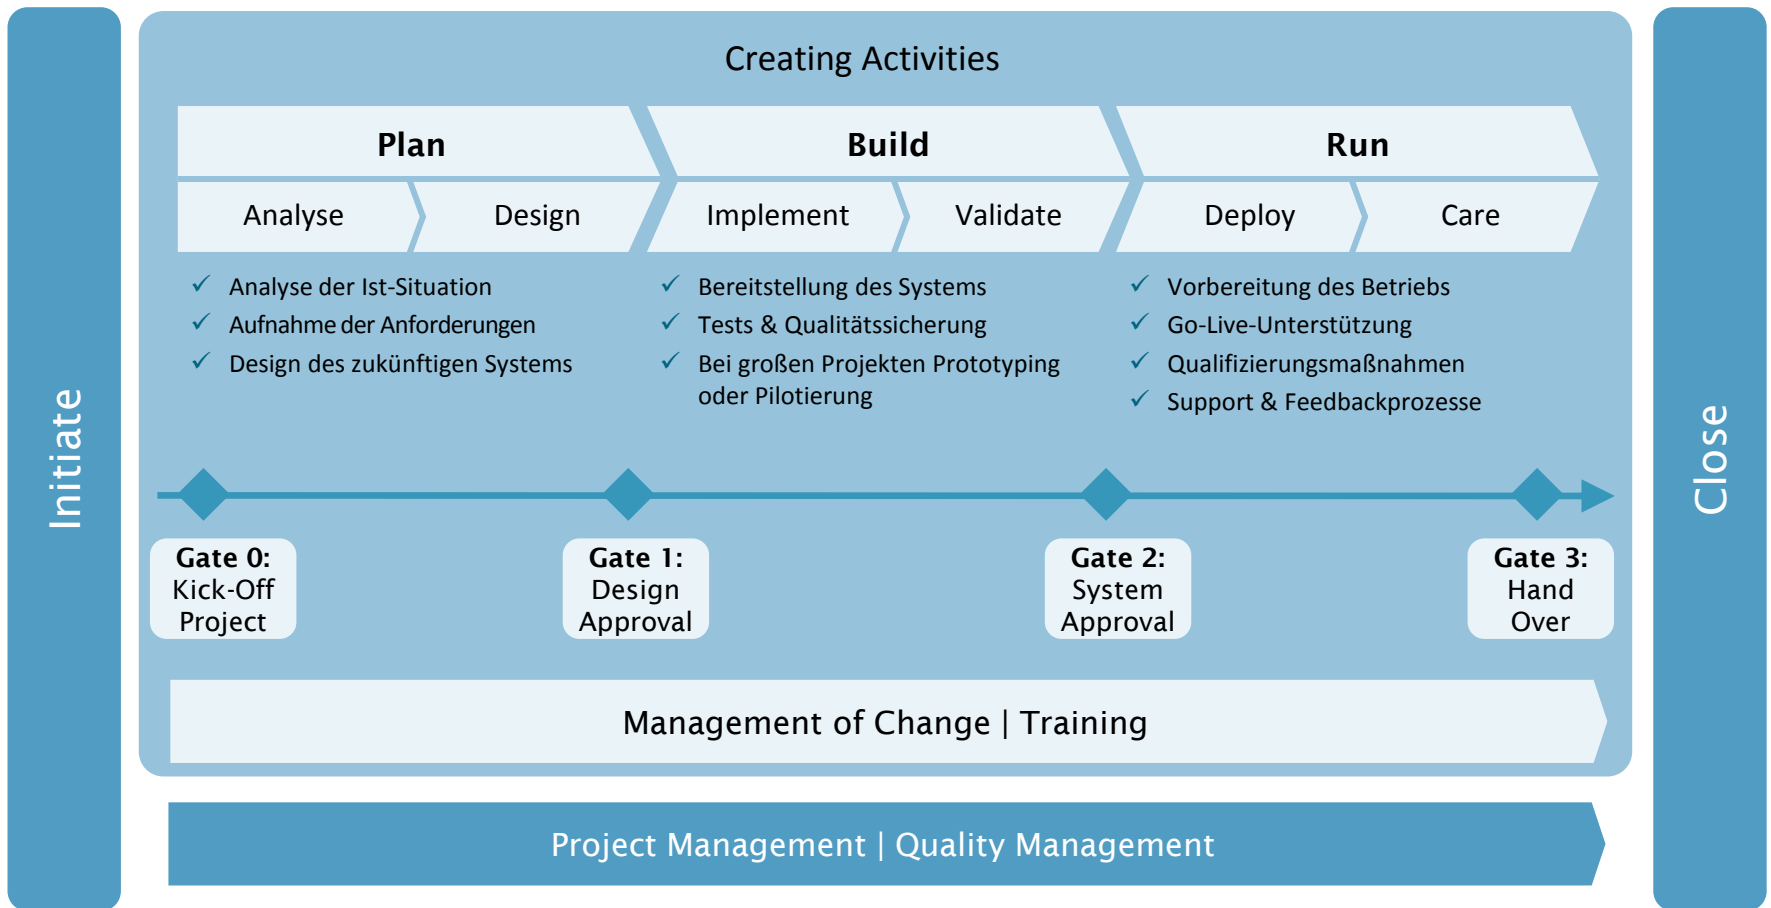 Initiate
Creating Activities
Plan
Build
Run
Analyse
Design
Implement
Validate
Deploy
Care
Analyse der Ist-Situation
Aufnahme der Anforderungen
Design des zukünftigen Systems
Bereitstellung des Systems
Tests & Qualitätssicherung
Bei großen Projekten Prototyping
oder Pilotierung
Vorbereitung des Betriebs
Go-Live-Unterstützung
Qualifizierungsmaßnahmen
Support & Feedbackprozesse
Gate 0:
Kick-Off
Project
Gate 1:
Design
Approval
Gate 2:
System
Approval
Gate 3:
Hand
Over
Management of Change | Training
Project Management | Quality Management
Close